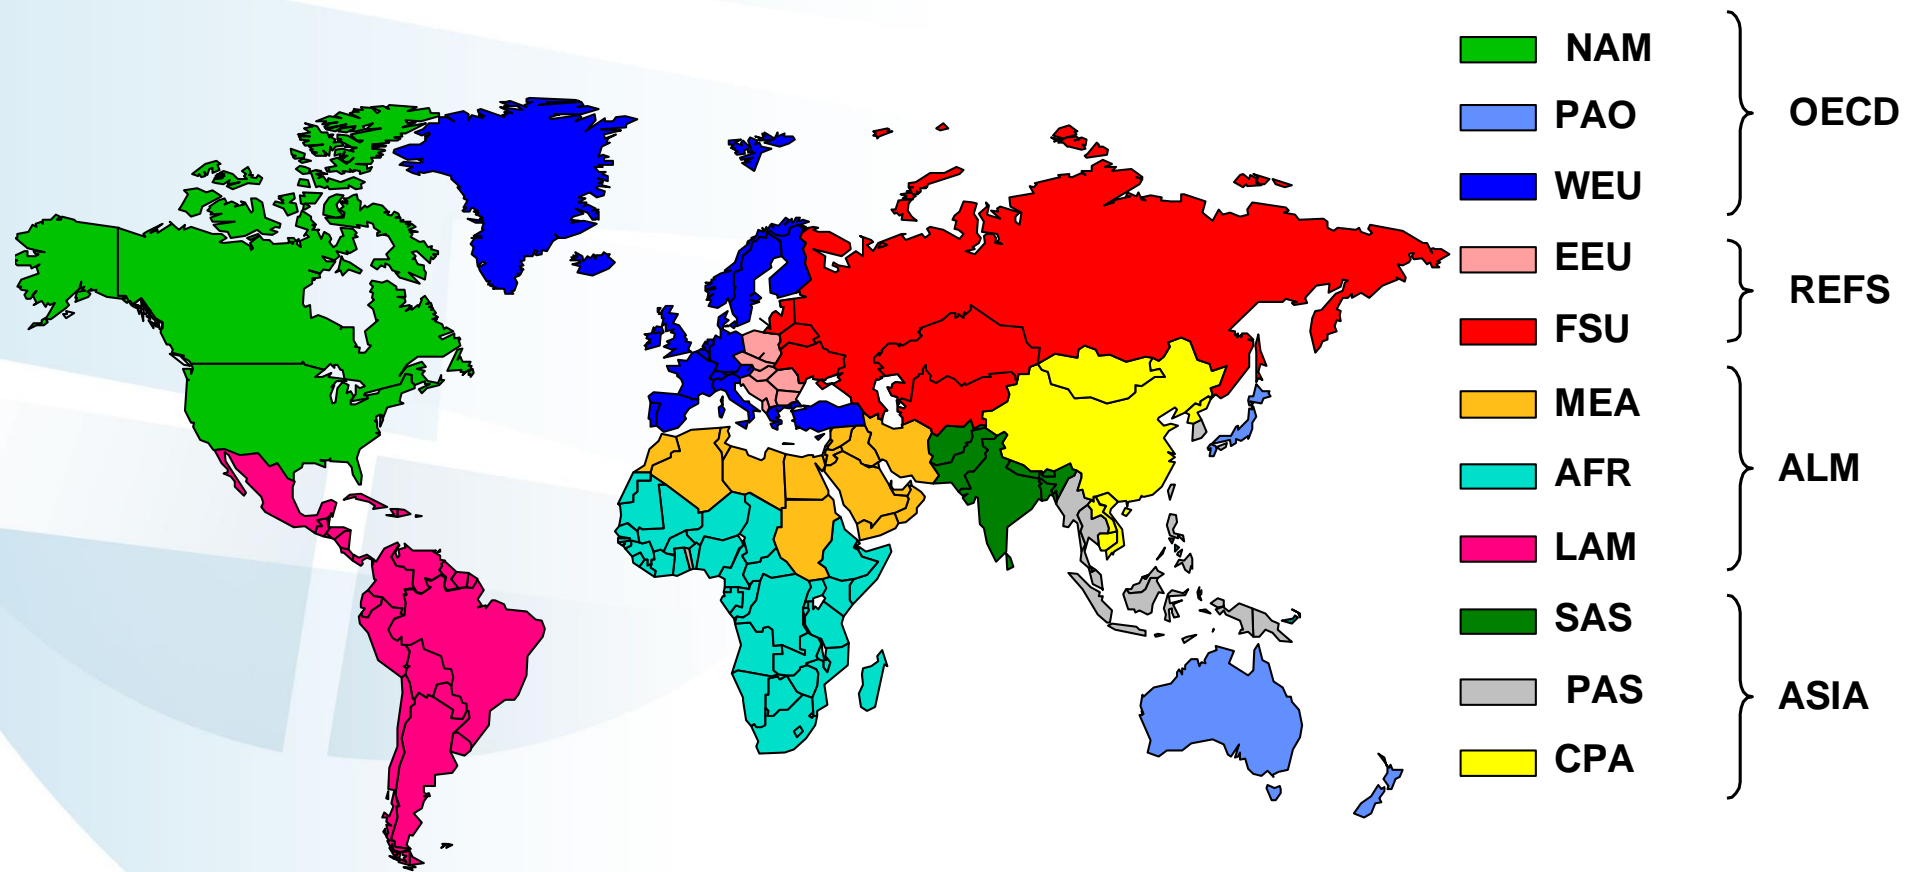 NAM
PAO
WEU
OECD
EEU
FSU
REFS
MEA
AFR
LAM
ALM
SAS
PAS
CPA
ASIA